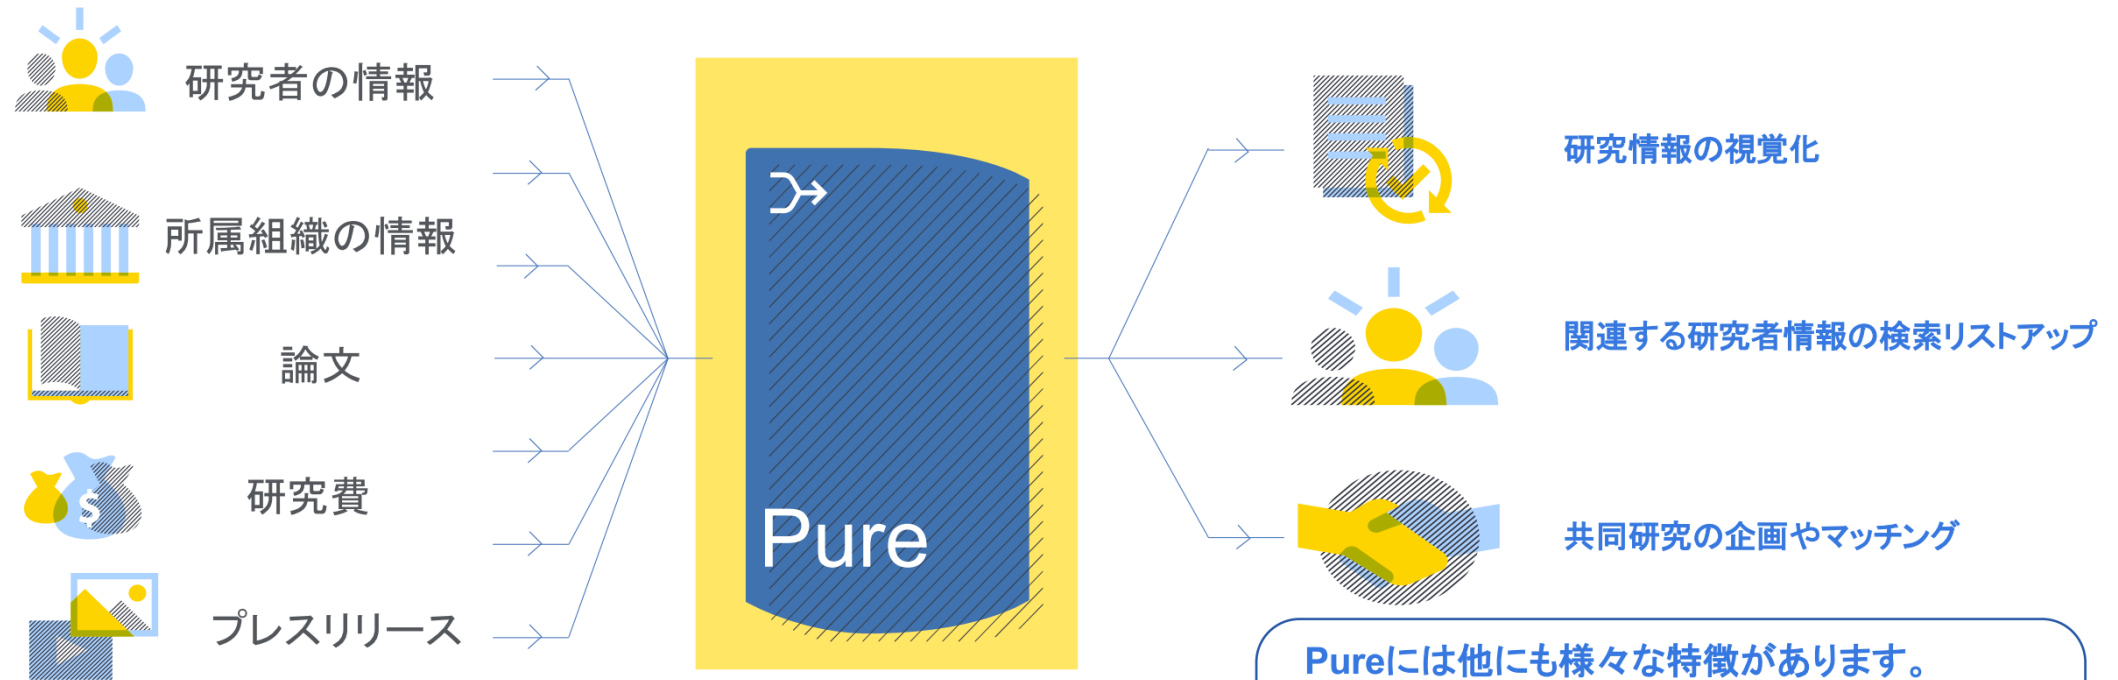 研究者の情報
所属組織の情報
論文
研究費
$
プレスリリース
Pure
研究情報の視覚化
関連する研究者情報の検索リストアップ
共同研究の企画やマッチング
Pureには他にも様々な特徴があります。